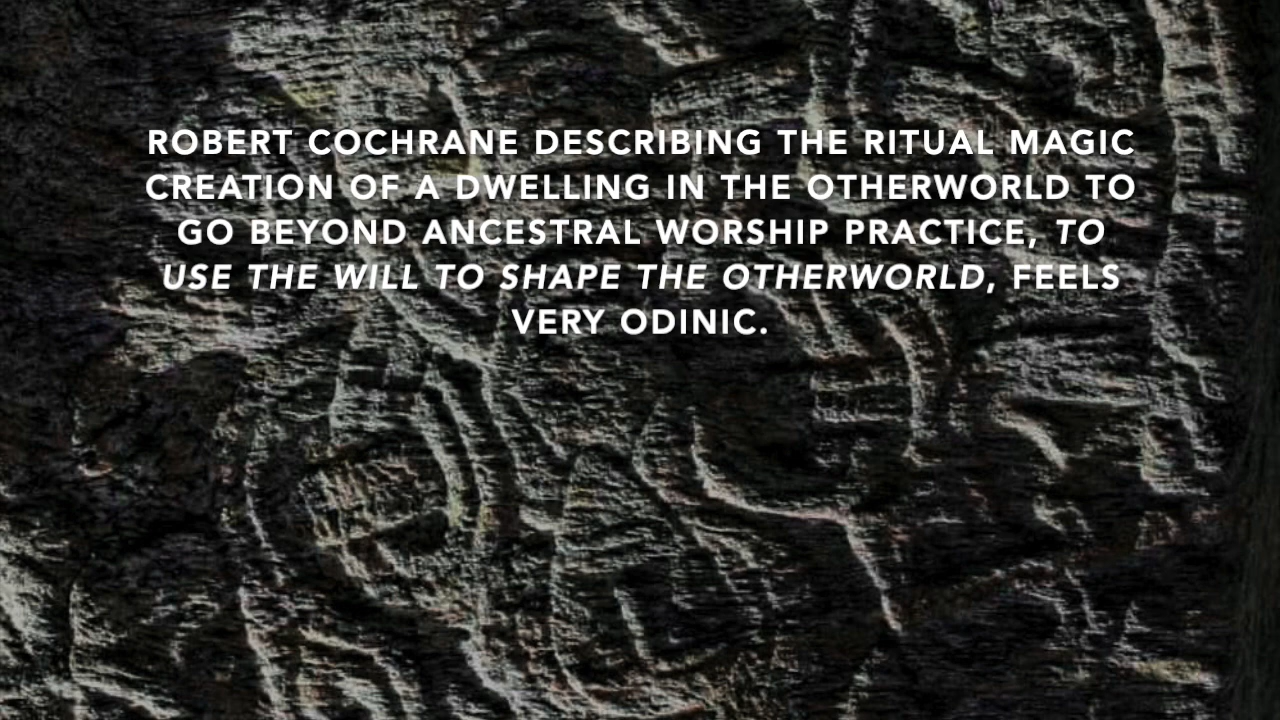 ROBERT COCHRANE DESCRIBING THE RITUAL MAGIC
CREATION OF A DWELLING IN THE OTHERWORLD TO
GO BEYOND ANCESTRAL WORSHIP PRACTICE, TO
USE THE WILL TO SHAPE THE OTHERWORLD, FEELS
VERY ODINIC.